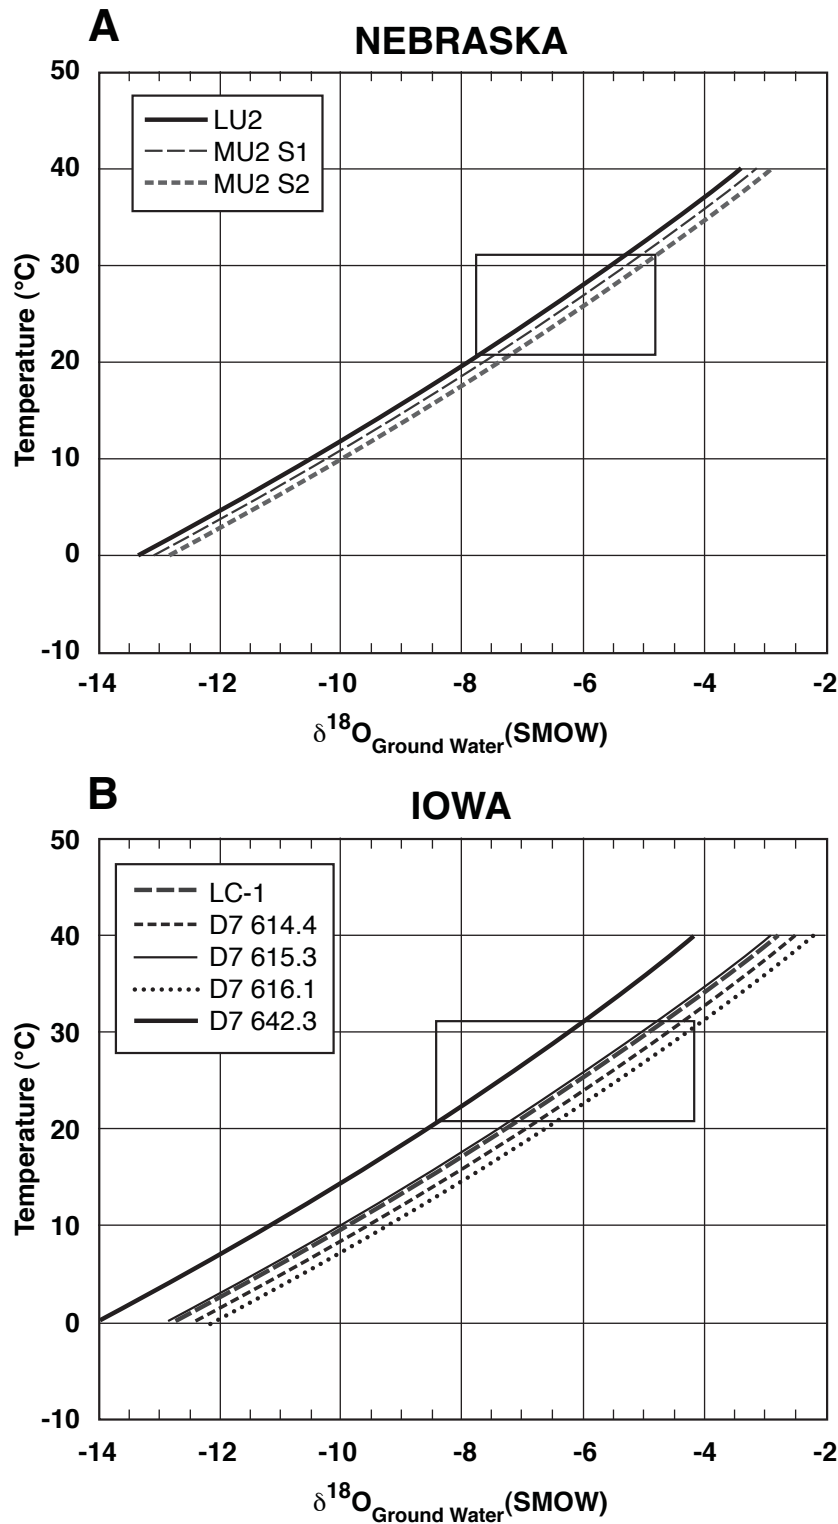 A
NEBRASKA
50
LU2
MU2 S1
MU2 S2
40
30
20
10
0
-10
Temperature (°C)
-14 -12 -10 -8 -6 -4 -2
δ18OGround Water(SMOW)
B
IOWA
50
LC-1
D7 614.4
D7 615.3
D7 616.1
D7 642.3
40
30
20
10
0
-10
Temperature (°C)
-14 -12 -10 -8 -6 -4 -2
δ18OGround Water(SMOW)